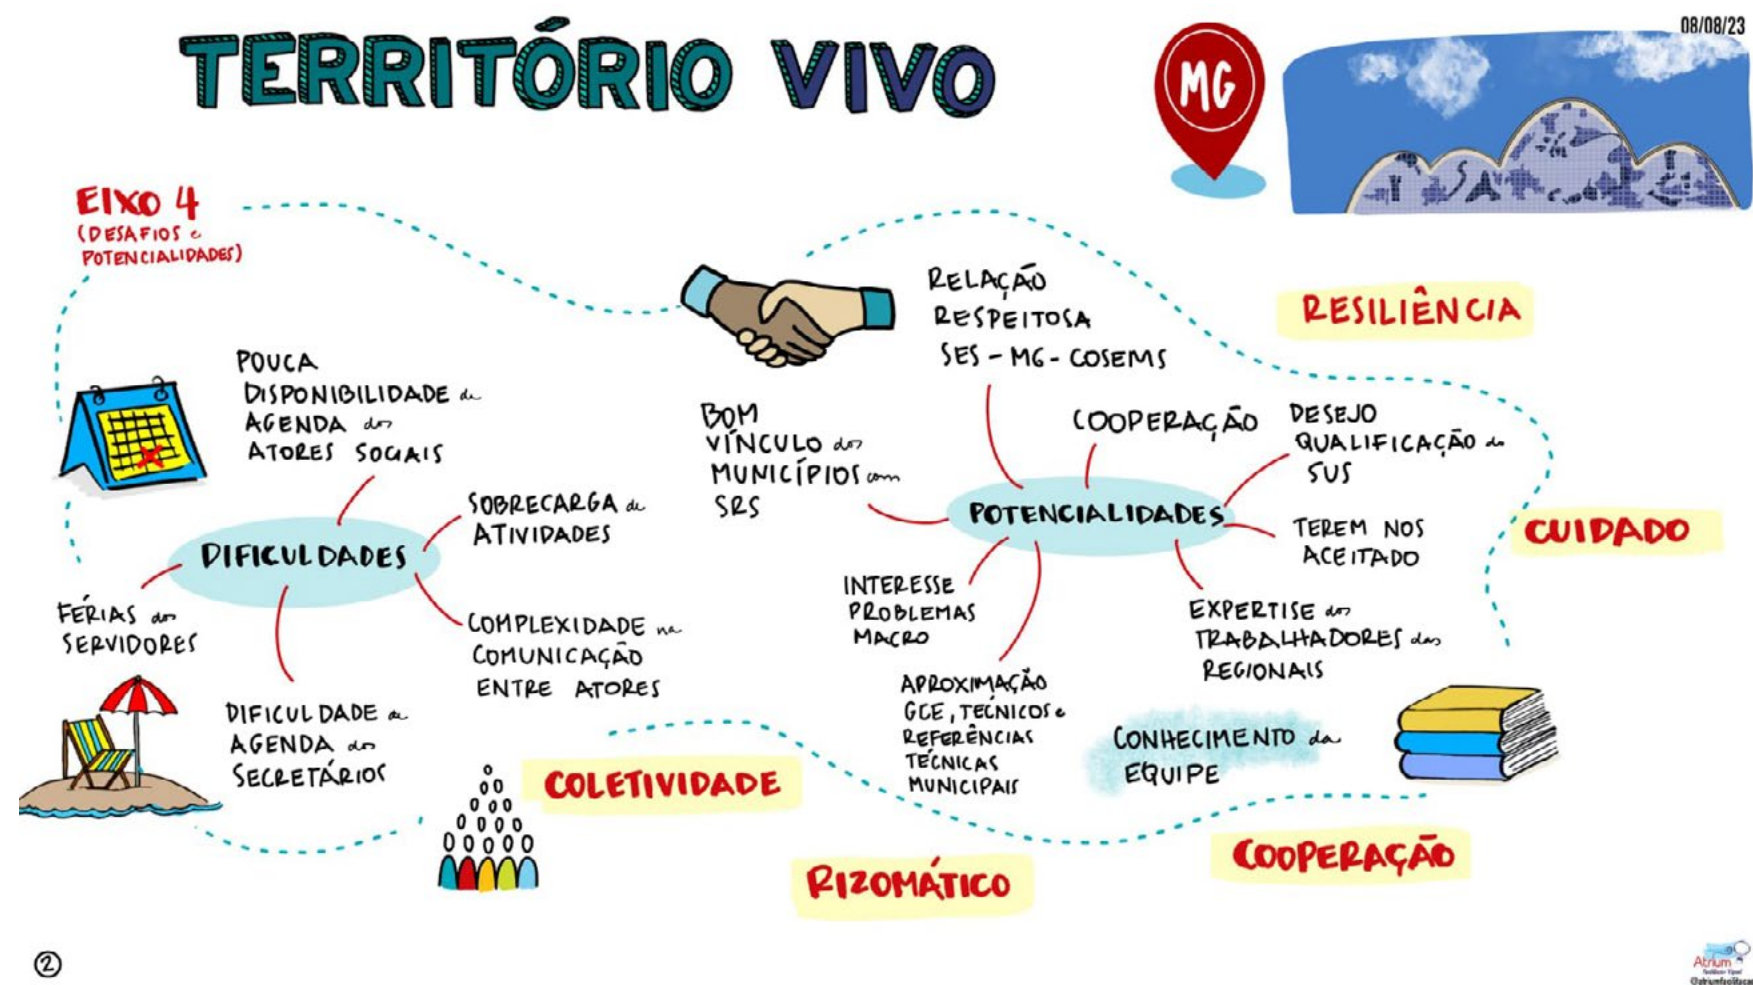 08/08/23
TERRITÓRIO VIVO
MG
EIXO 4
(DESAFIOS e
POTENCIALIDADES)
POUCA
DISPONIBILIDADE de
AGENDA dos
ATORES SOCIAIS
SOBRECARGA de
ATIVIDADES
DIFICULDADES
FÉRIAS dos
SERVIDORES
COMPLEXIDADE na
COMUNICAÇÃO
ENTRE ATORES
DIFICULDADE de
AGENDA dos
SECRETÁRIOS
COLETIVIDADE
RELAÇÃO
RESPEITOSA
SES - MG - COSEMS
BOM
VÍNCULO dos
MUNICÍPIOS com
SRS
COOPERAÇÃO
DESEJO
QUALIFICAÇÃO do
SUS
POTENCIALIDADES
TEREM NOS
ACEITADO
INTERESSE
PROBLEMAS
MACRO
EXPERTISE dos
TRABALHADORES das
REGIONAIS
APROXIMAÇÃO
GCE, TÉCNICOS e
REFERÊNCIAS
TÉCNICAS
MUNICIPAIS
CONHECIMENTO da
EQUIPE
RESILIÊNCIA
CUIDADO
COOPERAÇÃO
RIZOMÁTICO
2
Atrium